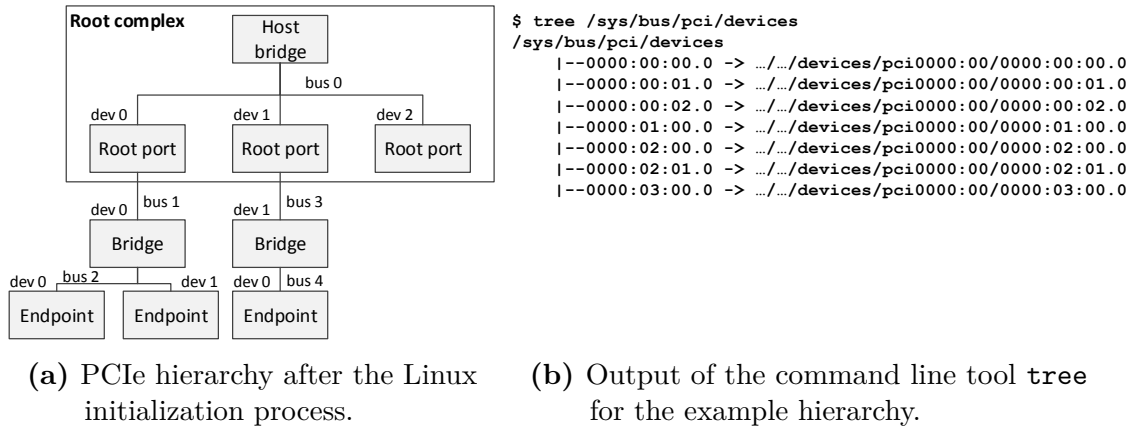 Root complex
Host
bridge
bus 0
dev 0
dev 1
dev 2
Root port
Root port
Root port
dev 0
bus 1
dev 1
bus 3
Bridge
Bridge
dev 0
bus 2
dev 1
dev 0
bus 4
Endpoint
Endpoint
Endpoint
(a) PCIe hierarchy after the Linux
initialization process.
$ tree /sys/bus/pci/devices
/sys/bus/pci/devices
|--0000:00:00.0 -> …/…/devices/pci0000:00/0000:00:00.0
|--0000:00:01.0 -> …/…/devices/pci0000:00/0000:00:01.0
|--0000:00:02.0 -> …/…/devices/pci0000:00/0000:00:02.0
|--0000:01:00.0 -> …/…/devices/pci0000:00/0000:01:00.0
|--0000:02:00.0 -> …/…/devices/pci0000:00/0000:02:00.0
|--0000:02:01.0 -> …/…/devices/pci0000:00/0000:02:01.0
|--0000:03:00.0 -> …/…/devices/pci0000:00/0000:03:00.0
(b) Output of the command line tool tree
for the example hierarchy.